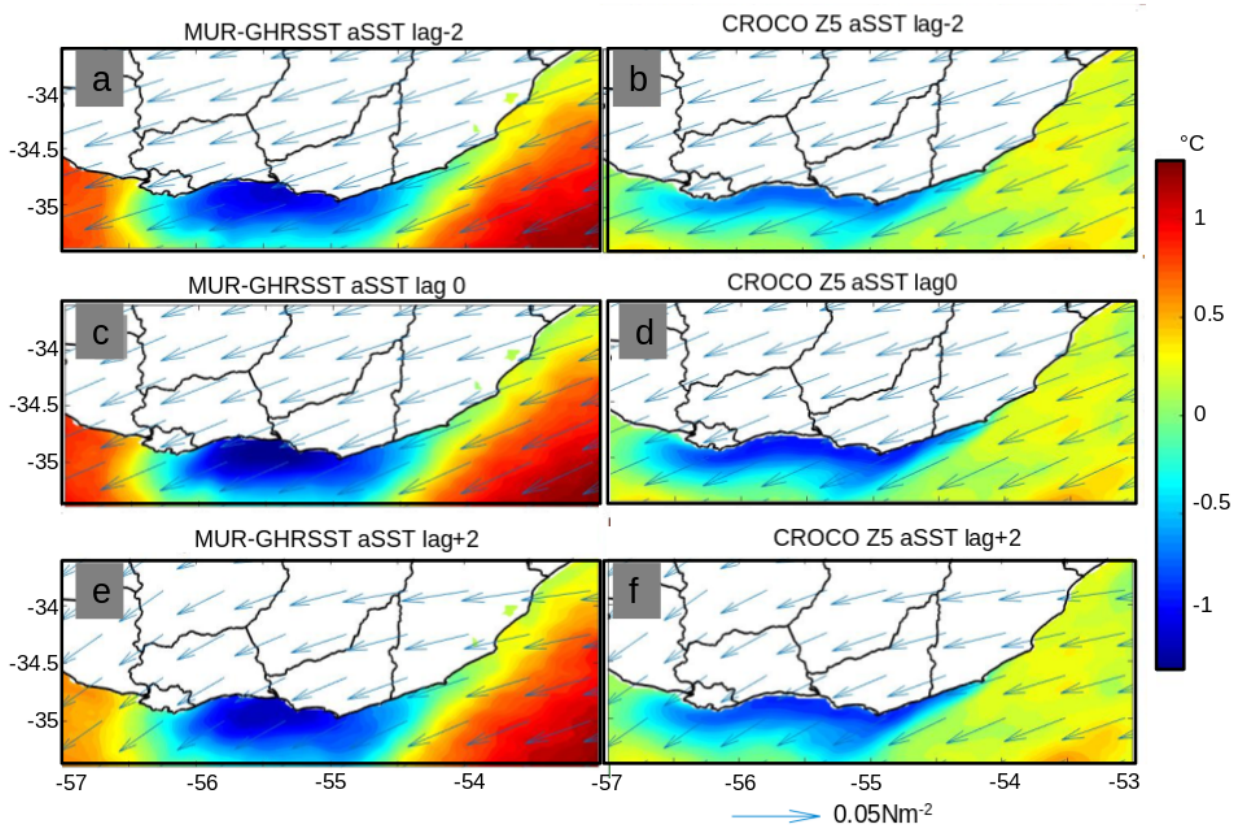 MUR-GHRSST aSST lag-2
CROCO Z5 aSST lag-2
a
b
-34
-34.5
-35
°C
1
0.5
0
-0.5
-1
MUR-GHRSST aSST lag 0
CROCO Z5 aSST lag0
c
d
-34
-34.5
-35
MUR-GHRSST aSST lag+2
CROCO Z5 aSST lag+2
e
f
-34
-34.5
-35
-57 -56 -55 -54 -57 -56 -55 -54 -53
0.05Nm⁻²